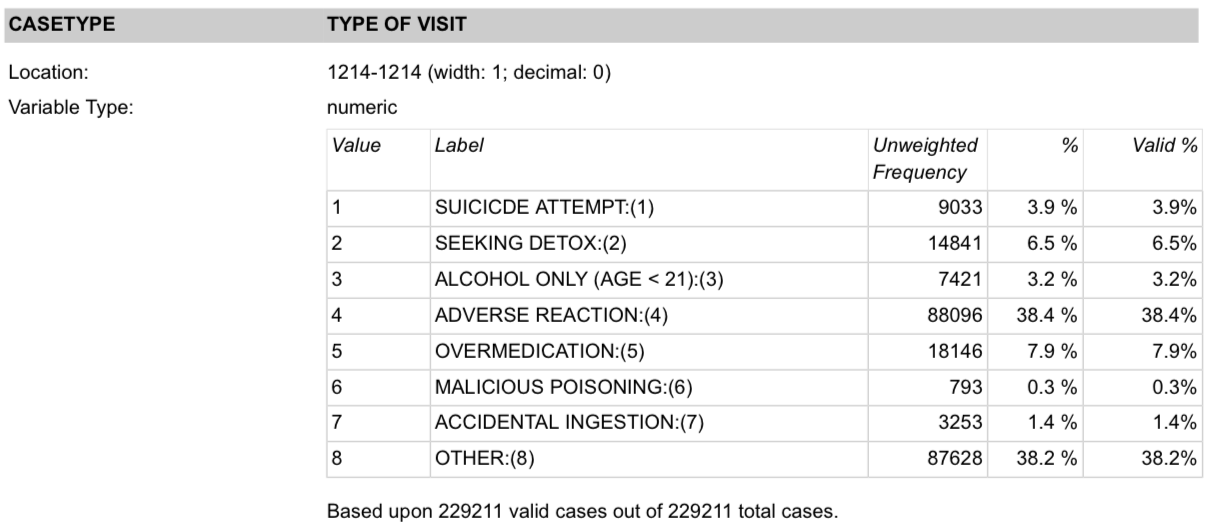 CASETYPE TYPE OF VISIT
Location: 1214-1214 (width: 1; decimal: 0)
Variable Type: numeric
Value Label Unweighted Frequency % Valid %
1 SUICICDE ATTEMPT:(1) 9033 3.9 % 3.9%
2 SEEKING DETOX:(2) 14841 6.5 % 6.5%
3 ALCOHOL ONLY (AGE < 21):(3) 7421 3.2 % 3.2%
4 ADVERSE REACTION:(4) 88096 38.4 % 38.4%
5 OVERMEDICATION:(5) 18146 7.9 % 7.9%
6 MALICIOUS POISONING:(6) 793 0.3 % 0.3%
7 ACCIDENTAL INGESTION:(7) 3253 1.4 % 1.4%
8 OTHER:(8) 87628 38.2 % 38.2%
Based upon 229211 valid cases out of 229211 total cases.